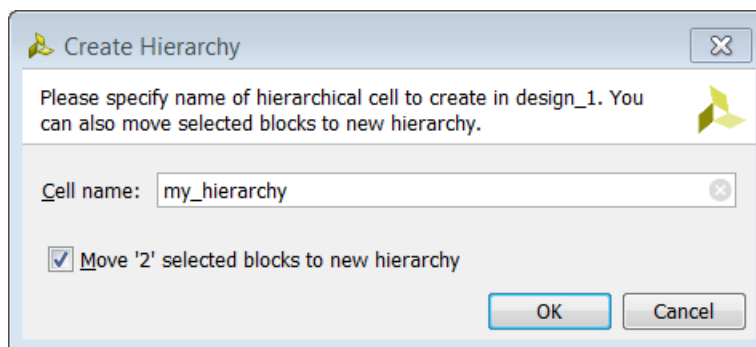 Create Hierarchy
Please specify name of hierarchical cell to create in design_1. You
can also move selected blocks to new hierarchy.
Cell name: my_hierarchy
Move '2' selected blocks to new hierarchy
OK Cancel